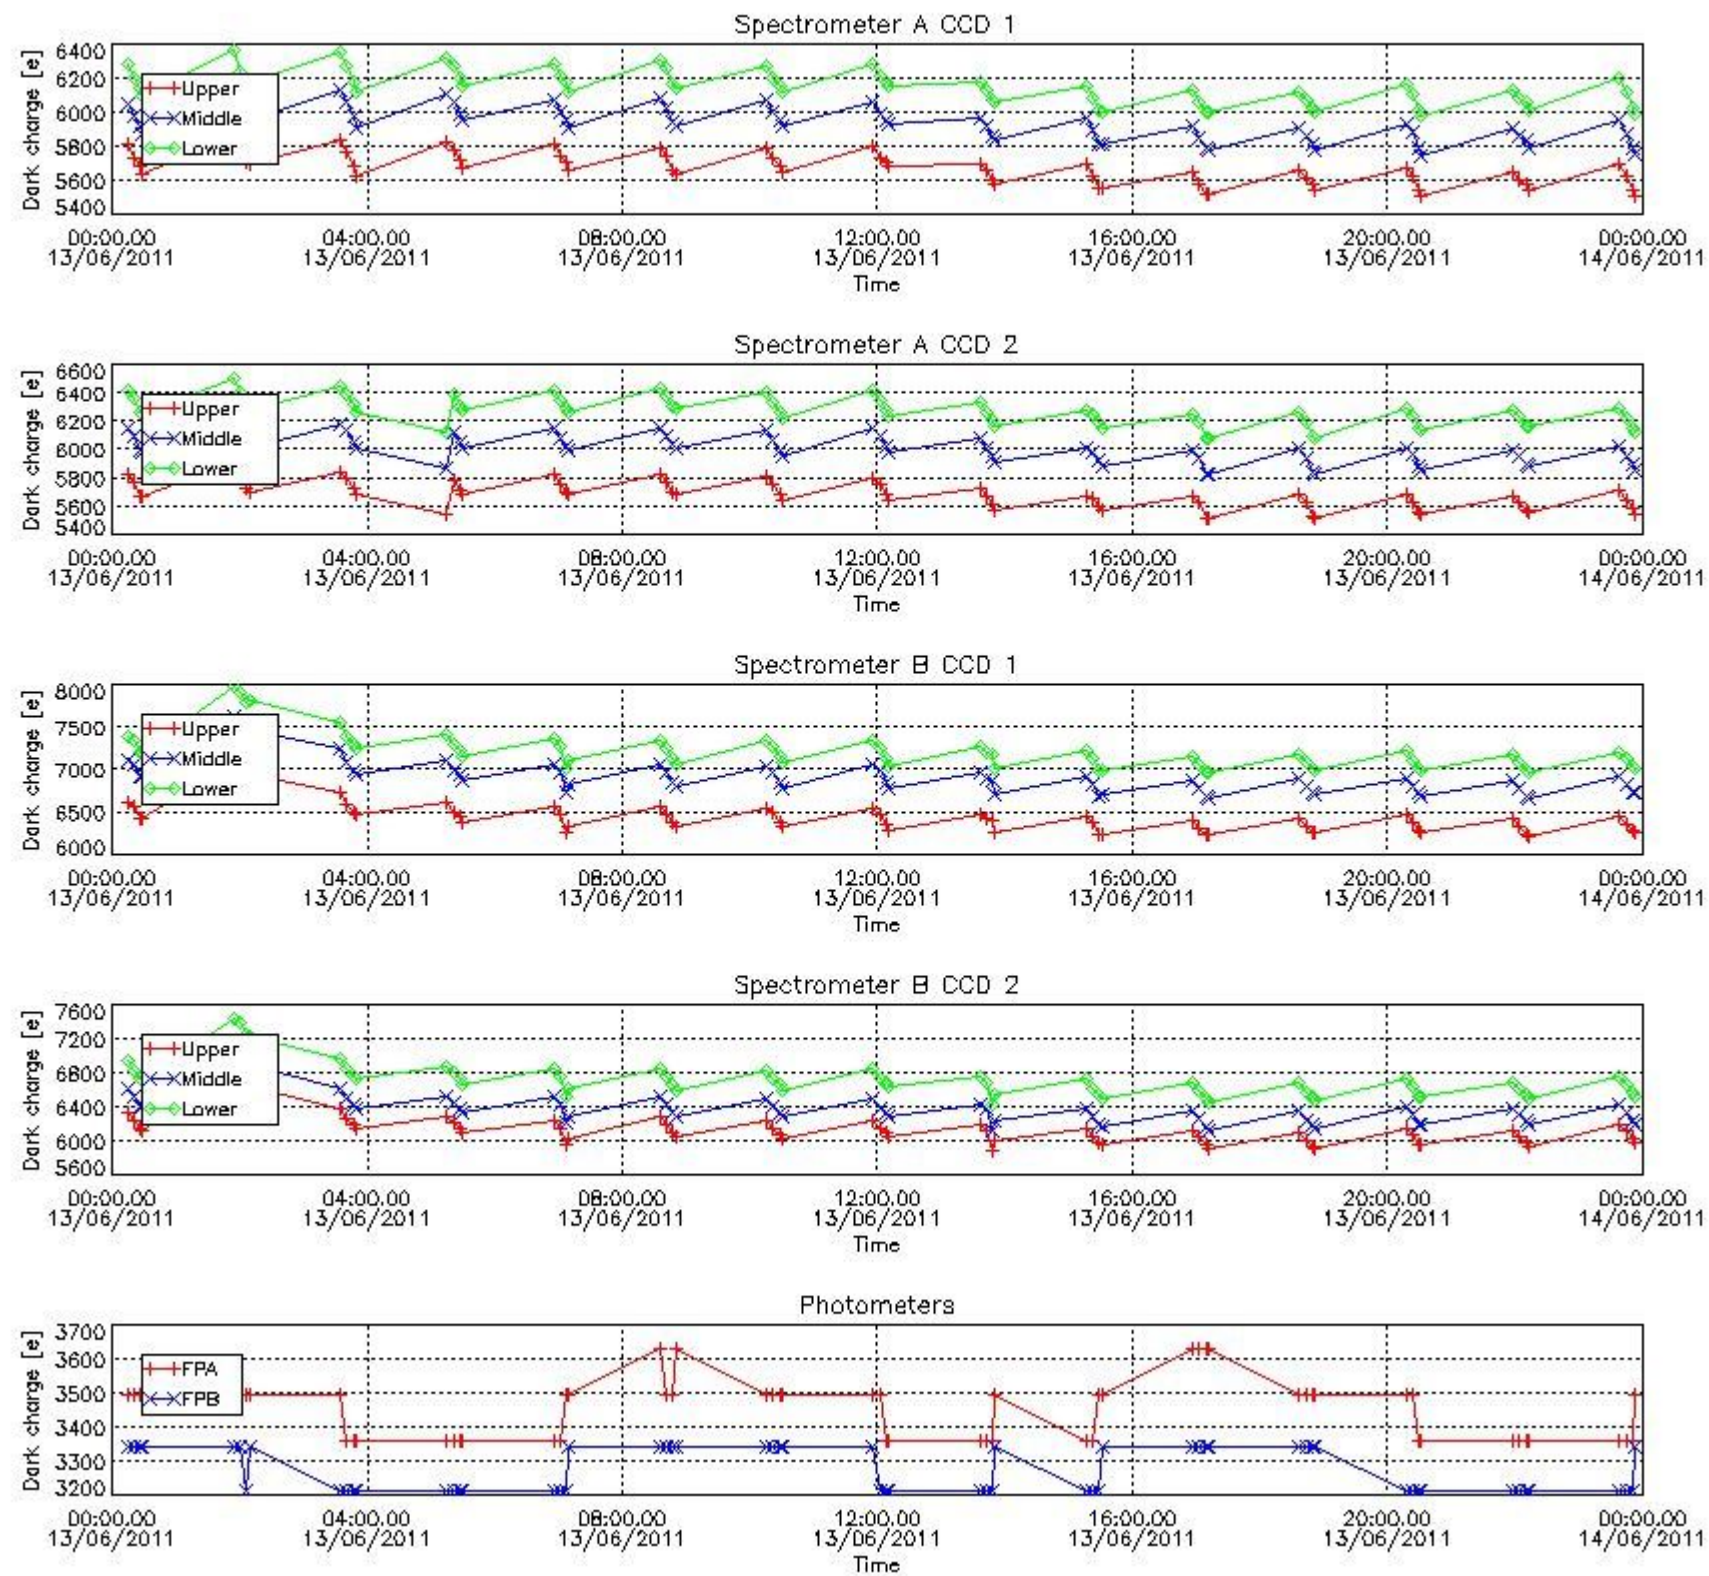 Spectrometer A CCD 1
Dark charge [e]
6400
6200
6000
5800
5600
5400
Upper
Middle
Lower
00:00.00 04:00.00 08:00.00 12:00.00 16:00.00 20:00.00 00:00.00
13/06/2011 13/06/2011 13/06/2011 13/06/2011 13/06/2011 13/06/2011 14/06/2011
Time
Spectrometer A CCD 2
Dark charge [e]
6600
6400
6200
6000
5800
5600
5400
Upper
Middle
Lower
00:00.00 04:00.00 08:00.00 12:00.00 16:00.00 20:00.00 00:00.00
13/06/2011 13/06/2011 13/06/2011 13/06/2011 13/06/2011 13/06/2011 14/06/2011
Time
Spectrometer B CCD 1
Dark charge [e]
8000
7500
7000
6500
6000
Upper
Middle
Lower
00:00.00 04:00.00 08:00.00 12:00.00 16:00.00 20:00.00 00:00.00
13/06/2011 13/06/2011 13/06/2011 13/06/2011 13/06/2011 13/06/2011 14/06/2011
Time
Spectrometer B CCD 2
Dark charge [e]
7600
7200
6800
6400
6000
5600
Upper
Middle
Lower
00:00.00 04:00.00 08:00.00 12:00.00 16:00.00 20:00.00 00:00.00
13/06/2011 13/06/2011 13/06/2011 13/06/2011 13/06/2011 13/06/2011 14/06/2011
Time
Photometers
Dark charge [e]
3700
3600
3500
3400
3300
3200
FPA
FPB
00:00.00 04:00.00 08:00.00 12:00.00 16:00.00 20:00.00 00:00.00
13/06/2011 13/06/2011 13/06/2011 13/06/2011 13/06/2011 13/06/2011 14/06/2011
Time